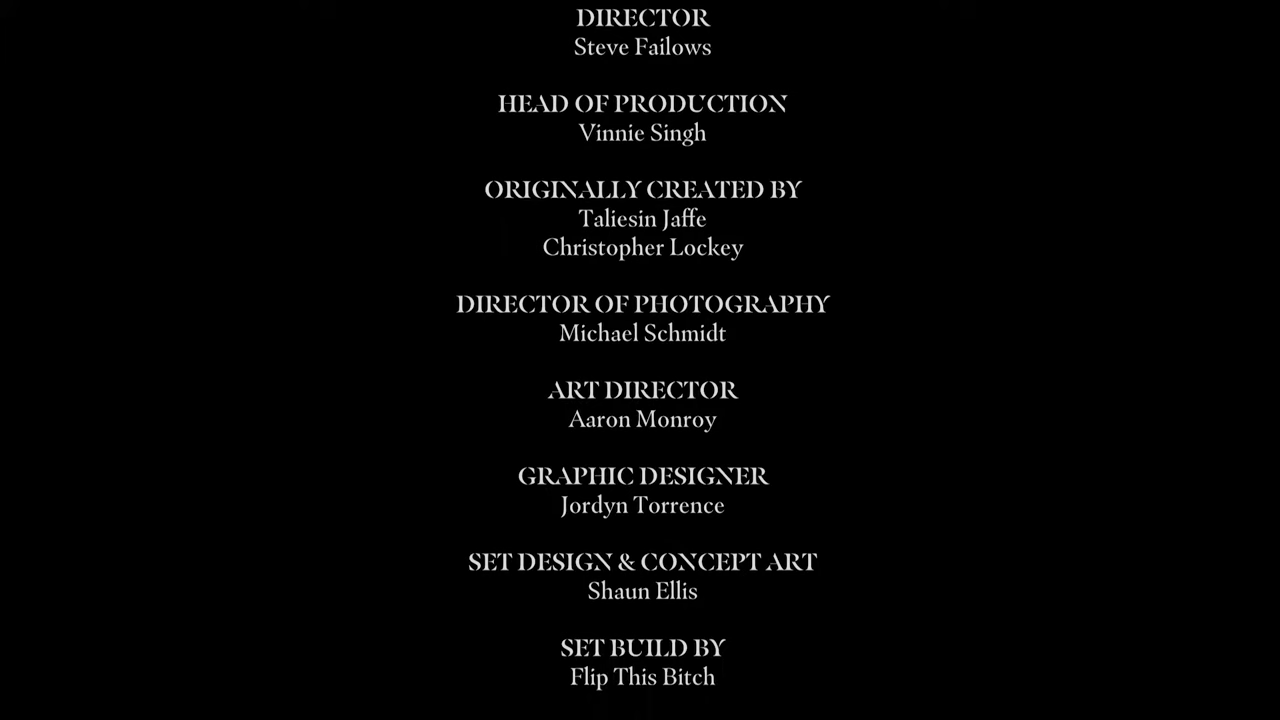 DIRECTOR
Steve Failows
HEAD OF PRODUCTION
Vinnie Singh
ORIGINALLY CREATED BY
Taliesin Jaffe
Christopher Lockey
DIRECTOR OF PHOTOGRAPHY
Michael Schmidt
ART DIRECTOR
Aaron Monroy
GRAPHIC DESIGNER
Jordyn Torrence
SET DESIGN & CONCEPT ART
Shaun Ellis
SET BUILD BY
Flip This Bitch